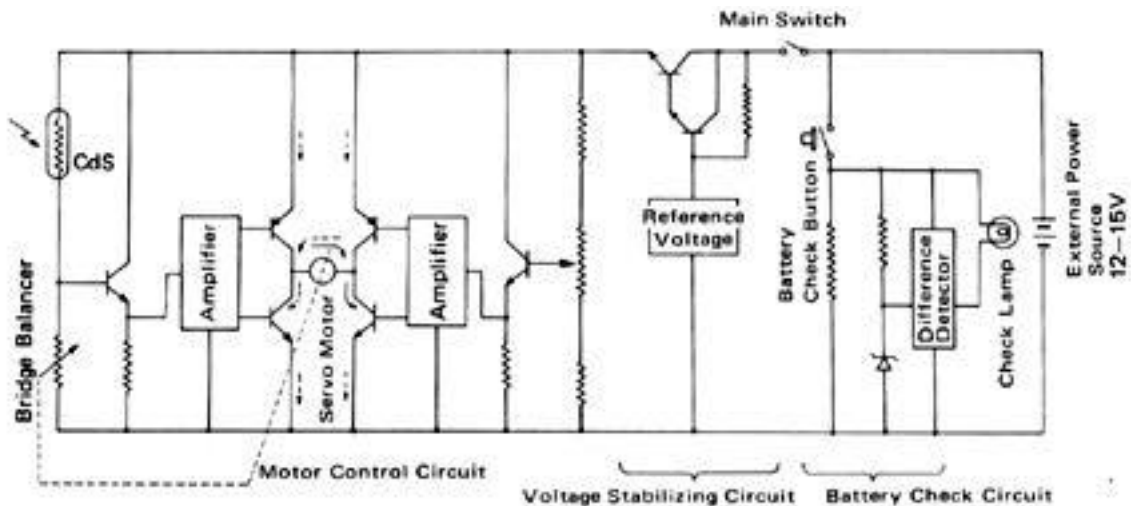 Main Switch
CdS
Bridge Balancer
Amplifier
Servo Motor
Amplifier
Reference
Voltage
Battery
Check Button
Difference
Detector
Check Lamp
External Power
Source
12–15V
Motor Control Circuit
Voltage Stabilizing Circuit
Battery Check Circuit